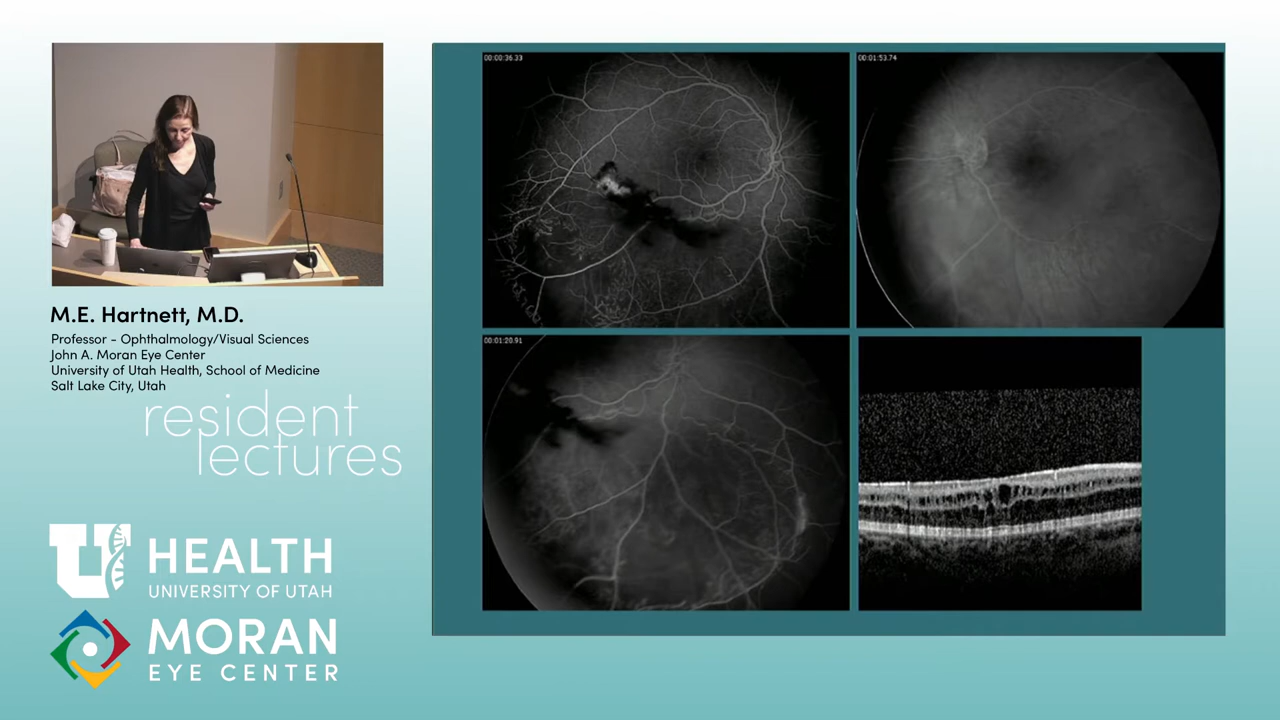 M.E. Hartnett, M.D.
Professor - Ophthalmology/Visual Sciences
John A. Moran Eye Center
University of Utah Health, School of Medicine
Salt Lake City, Utah
resident
lectures
U HEALTH
UNIVERSITY OF UTAH
MORAN
EYE CENTER
00:00:36.33
00:01:53.74
00:01:20.91